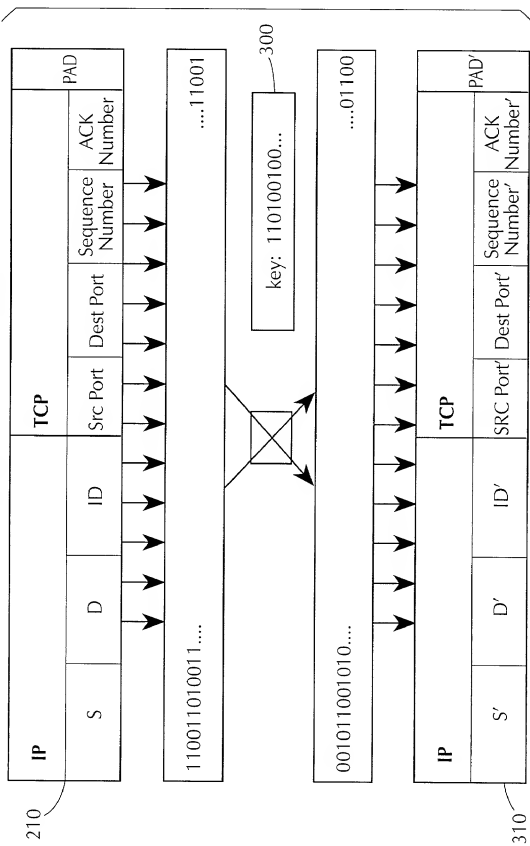 210
IP
TCP
PAD
S
D
ID
Src Port
Dest Port
Sequence
Number
ACK
Number
110011010011....
....11001
key: 110100100...
300
001011001010....
....01100
310
IP
TCP
PAD′
S′
D′
ID′
SRC Port′
Dest Port′
Sequence
Number′
ACK
Number′